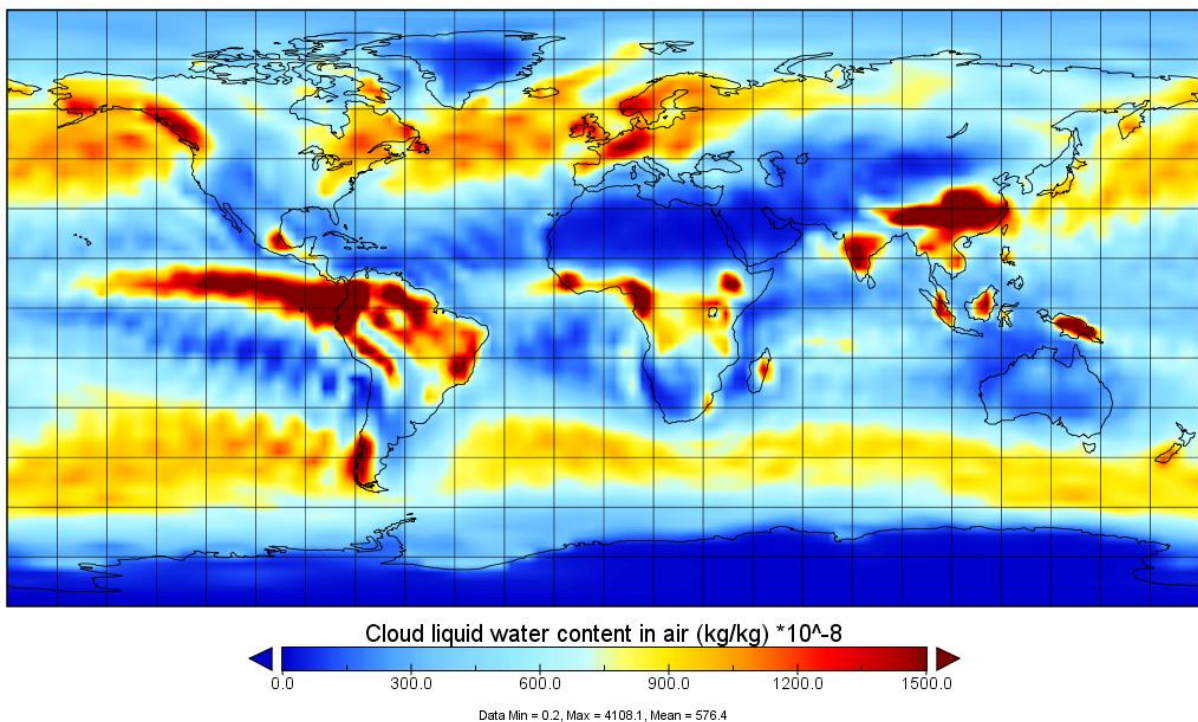 Cloud liquid water content in air (kg/kg) *10^-8
0.0 300.0 600.0 900.0 1200.0 1500.0
Data Min = 0.2, Max = 4108.1, Mean = 576.4